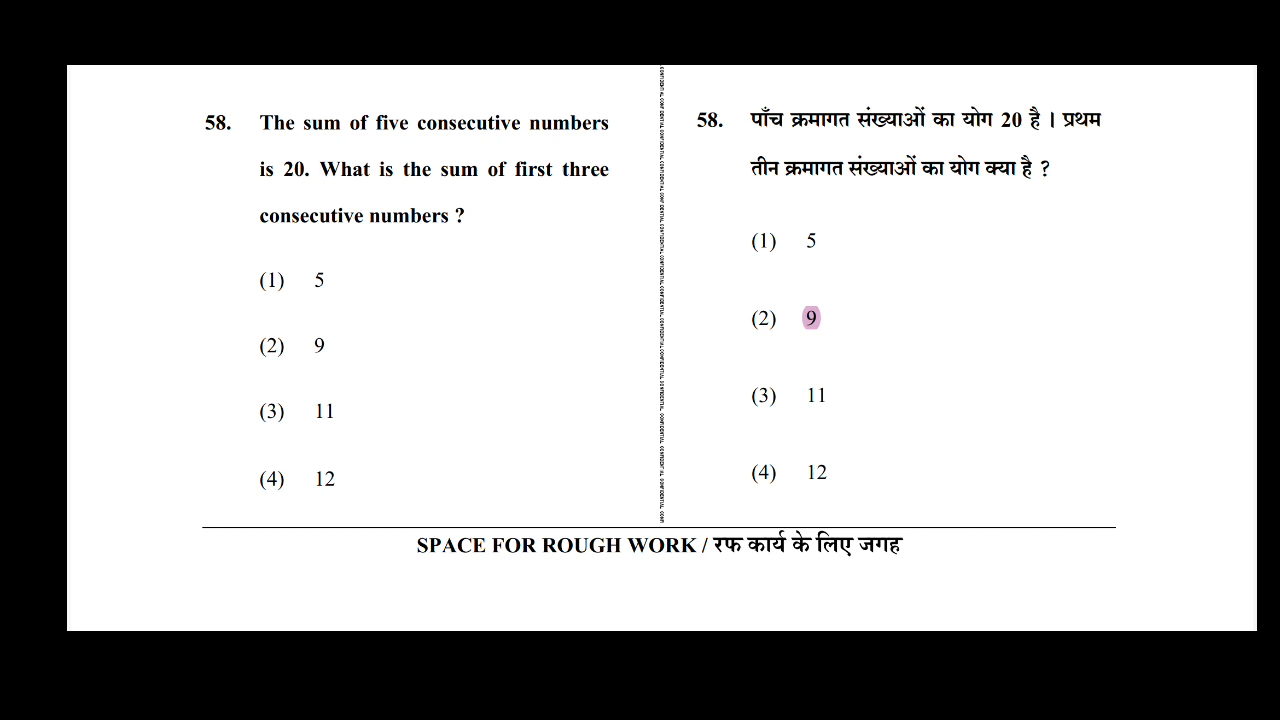 58. The sum of five consecutive numbers
is 20. What is the sum of first three
consecutive numbers ?
(1) 5
(2) 9
(3) 11
(4) 12
58. पाँच क्रमागत संख्याओं का योग 20 है । प्रथम
तीन क्रमागत संख्याओं का योग क्या है ?
(1) 5
(2) 9
(3) 11
(4) 12
SPACE FOR ROUGH WORK / रफ कार्य के लिए जगह